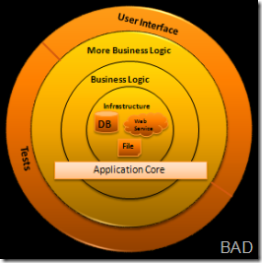 User Interface
More Business Logic
Business Logic
Infrastructure
DB
Web
Service
File
Tests
Application Core
BAD